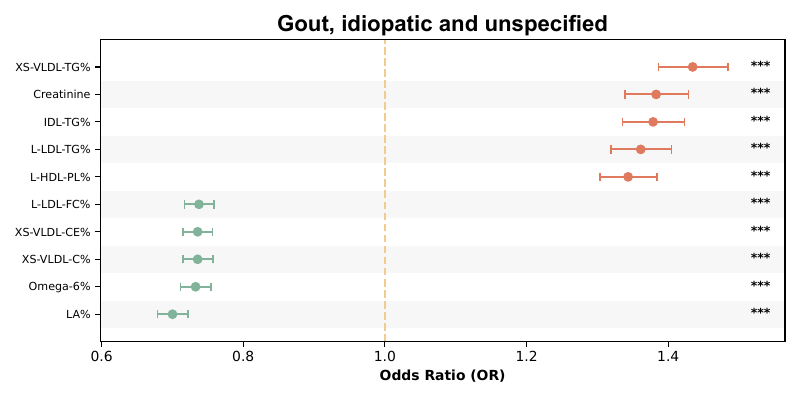 Gout, idiopatic and unspecified
XS-VLDL-TG% ***
Creatinine ***
IDL-TG% ***
L-LDL-TG% ***
L-HDL-PL% ***
L-LDL-FC% ***
XS-VLDL-CE% ***
XS-VLDL-C% ***
Omega-6% ***
LA% ***
0.6 0.8 1.0 1.2 1.4
Odds Ratio (OR)